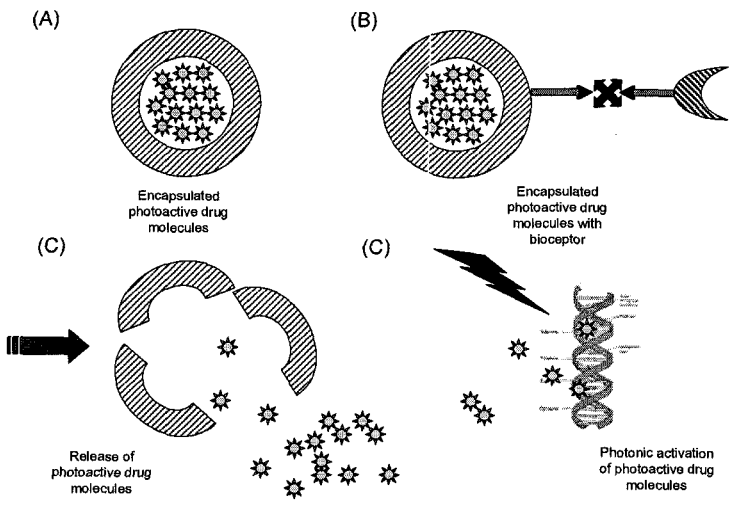 (A)
(B)
Encapsulated
photoactive drug
molecules
Encapsulated
photoactive drug
molecules with
bioceptor
(C)
(C)
Release of
photoactive drug
molecules
Photonic activation
of photoactive drug
molecules